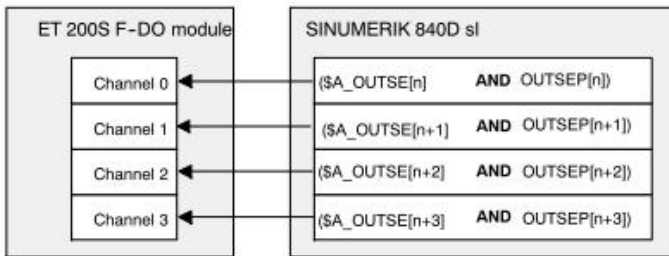 ET 200S F-DO module SINUMERIK 840D sl
Channel 0 ($A_OUTSE[n] AND OUTSEP[n])
Channel 1 ($A_OUTSE[n+1] AND OUTSEP[n+1])
Channel 2 ($A_OUTSE[n+2] AND OUTSEP[n+2])
Channel 3 ($A_OUTSE[n+3] AND OUTSEP[n+3])